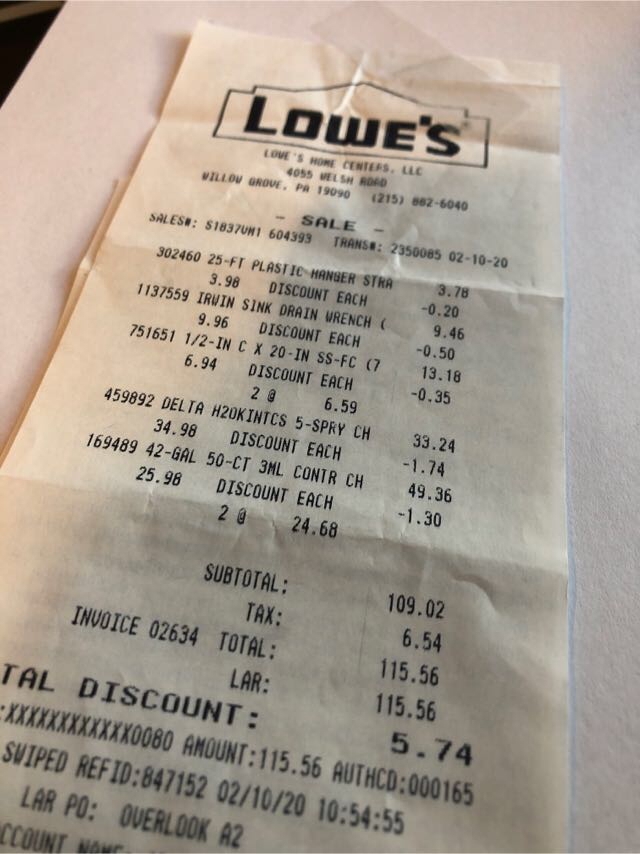 LOWE'S
LOWE'S HOME CENTERS, LLC
4055 WELSH ROAD
WILLOW GROVE, PA 19090 (215) 882-6040
- SALE -
SALES#: S1837VM1 604393 TRANS#: 2350085 02-10-20
302460 25-FT PLASTIC HANGER STRA 3.78
3.98 DISCOUNT EACH -0.20
1137559 IRWIN SINK DRAIN WRENCH ( 9.46
9.96 DISCOUNT EACH -0.50
751651 1/2-IN C X 20-IN SS-FC (7 13.18
6.94 DISCOUNT EACH -0.35
2 @ 6.59
459892 DELTA H2OKINTCS 5-SPRY CH 33.24
34.98 DISCOUNT EACH -1.74
169489 42-GAL 50-CT 3ML CONTR CH 49.36
25.98 DISCOUNT EACH -1.30
2 @ 24.68
SUBTOTAL: 109.02
TAX: 6.54
INVOICE 02634 TOTAL: 115.56
LAR: 115.56
TAL DISCOUNT: 5.74
:XXXXXXXXXXXX0080 AMOUNT:115.56 AUTHCD:000165
SWIPED REFID:847152 02/10/20 10:54:55
LAR PO: OVERLOOK A2
CCOUNT NAME: